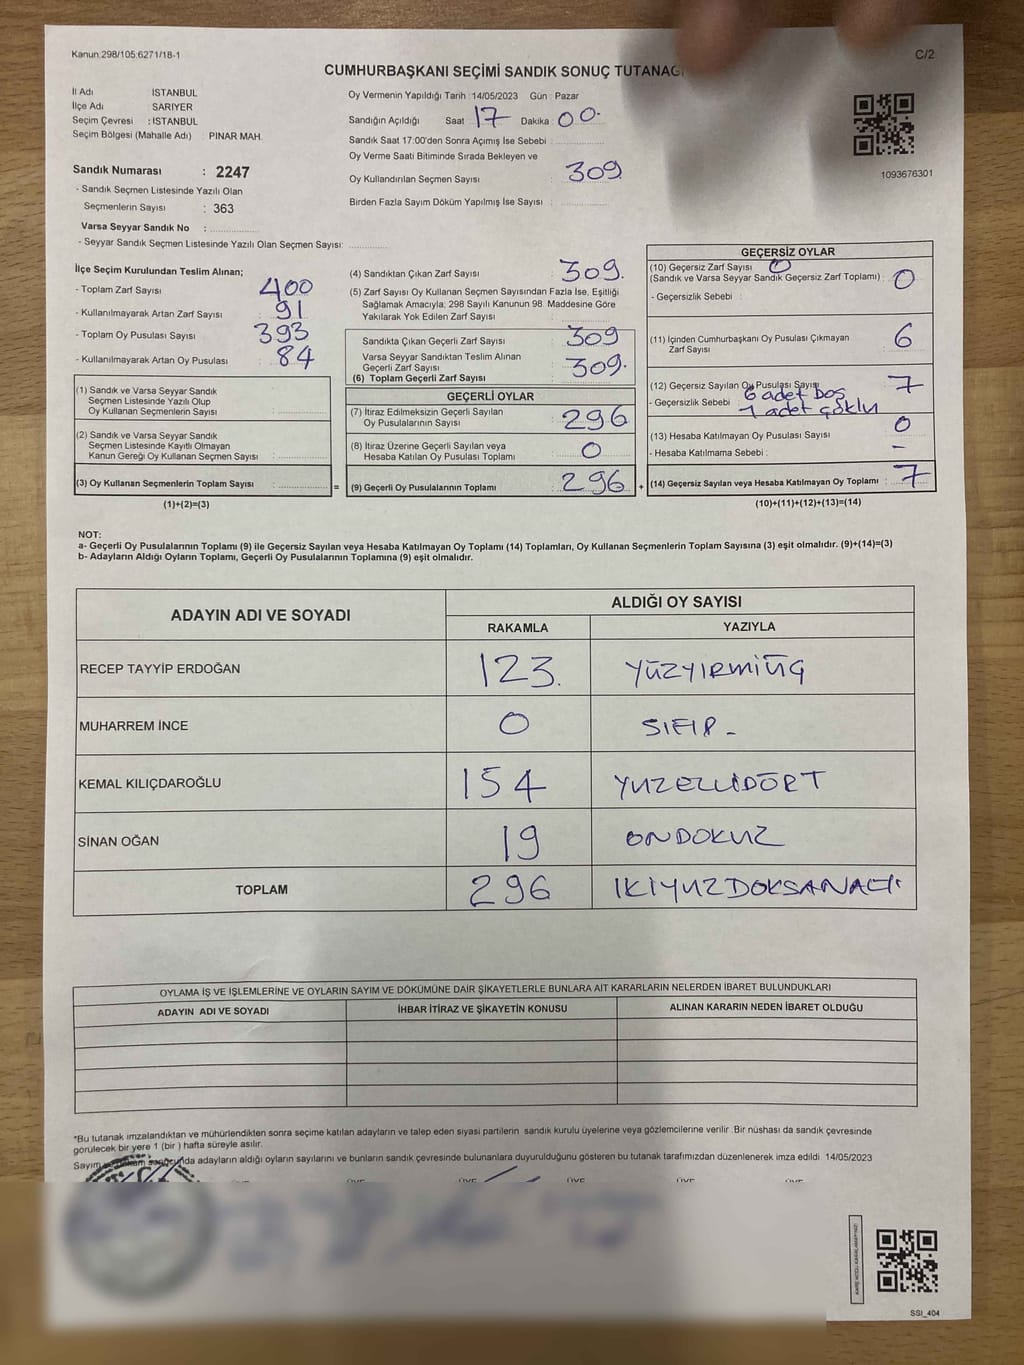 Kanun 298/105 6271/18-1
C/2
CUMHURBAŞKANI SEÇİMİ SANDIK SONUÇ TUTANAĞI
İl Adı İSTANBUL
İlçe Adı SARIYER
Seçim Çevresi : İSTANBUL
Seçim Bölgesi (Mahalle Adı) : PINAR MAH.
Oy Vermenin Yapıldığı Tarih : 14/05/2023 Gün : Pazar
Sandığın Açıldığı Saat 17 Dakika : 00.
Sandık Saat 17:00'den Sonra Açımış İse Sebebi :
Oy Verme Saati Bitiminde Sırada Bekleyen ve
Oy Kullandırılan Seçmen Sayısı : 309
Birden Fazla Sayım Döküm Yapılmış İse Sayısı :
1093676301
Sandık Numarası : 2247
- Sandık Seçmen Listesinde Yazılı Olan
Seçmenlerin Sayısı : 363
Varsa Seyyar Sandık No :
- Seyyar Sandık Seçmen Listesinde Yazılı Olan Seçmen Sayısı:
İlçe Seçim Kurulundan Teslim Alınan;
- Toplam Zarf Sayısı : 400
- Kullanılmayarak Artan Zarf Sayısı : 91
- Toplam Oy Pusulası Sayısı : 393
- Kullanılmayarak Artan Oy Pusulası : 84
(1) Sandık ve Varsa Seyyar Sandık
Seçmen Listesinde Yazılı Olup
Oy Kullanan Seçmenlerin Sayısı :
(2) Sandık ve Varsa Seyyar Sandık
Seçmen Listesinde Kayıtlı Olmayan
Kanun Gereği Oy Kullanan Seçmen Sayısı :
(3) Oy Kullanan Seçmenlerin Toplam Sayısı : =
(1)+(2)=(3)
(4) Sandıktan Çıkan Zarf Sayısı : 309.
(5) Zarf Sayısı Oy Kullanan Seçmen Sayısından Fazla İse, Eşitliği
Sağlamak Amacıyla; 298 Sayılı Kanunun 98. Maddesine Göre
Yakılarak Yok Edilen Zarf Sayısı :
Sandıkta Çıkan Geçerli Zarf Sayısı : 309
Varsa Seyyar Sandıktan Teslim Alınan
Geçerli Zarf Sayısı : 309.
(6) Toplam Geçerli Zarf Sayısı
GEÇERLİ OYLAR
(7) İtiraz Edilmeksizin Geçerli Sayılan
Oy Pusulalarının Sayısı : 296
(8) İtiraz Üzerine Geçerli Sayılan veya
Hesaba Katılan Oy Pusulası Toplamı : 0
(9) Geçerli Oy Pusulalarının Toplamı : 296 +
GEÇERSİZ OYLAR
(10) Geçersiz Zarf Sayısı 0
(Sandık ve Varsa Seyyar Sandık Geçersiz Zarf Toplamı) : 0
- Geçersizlik Sebebi :
(11) İçinden Cumhurbaşkanı Oy Pusulası Çıkmayan
Zarf Sayısı : 6
(12) Geçersiz Sayılan Oy Pusulası Sayısı : 7
6 adet boş
- Geçersizlik Sebebi 1 adet çoklu
(13) Hesaba Katılmayan Oy Pusulası Sayısı : 0
- Hesaba Katılmama Sebebi : -
(14) Geçersiz Sayılan veya Hesaba Katılmayan Oy Toplamı : 7
(10)+(11)+(12)+(13)=(14)
NOT:
a- Geçerli Oy Pusulalarının Toplamı (9) ile Geçersiz Sayılan veya Hesaba Katılmayan Oy Toplamı (14) Toplamları, Oy Kullanan Seçmenlerin Toplam Sayısına (3) eşit olmalıdır. (9)+(14)=(3)
b- Adayların Aldığı Oyların Toplamı, Geçerli Oy Pusulalarının Toplamına (9) eşit olmalıdır.
ADAYIN ADI VE SOYADI ALDIĞI OY SAYISI
RAKAMLA YAZIYLA
RECEP TAYYİP ERDOĞAN 123. YÜZYIRMİÜÇ
MUHARREM İNCE 0 SIFIR -
KEMAL KILIÇDAROĞLU 154 YUZELLİDÖRT
SİNAN OĞAN 19 ONDOKUZ
TOPLAM 296 IKIYUZDOKSANALTI
OYLAMA İŞ VE İŞLEMLERİNE VE OYLARIN SAYIM VE DÖKÜMÜNE DAİR ŞİKAYETLERLE BUNLARA AİT KARARLARIN NELERDEN İBARET BULUNDUKLARI
ADAYIN ADI VE SOYADI İHBAR İTİRAZ VE ŞİKAYETİN KONUSU ALINAN KARARIN NEDEN İBARET OLDUĞU
*Bu tutanak imzalandıktan ve mühürlendikten sonra seçime katılan adayların ve talep eden siyasi partilerin sandık kurulu üyelerine veya gözlemcilerine verilir. Bir nüshası da sandık çevresinde
görülecek bir yere 1 (bir ) hafta süreyle asılır.
Sayım adayların aldığı oyların sayılarını ve bunların sandık çevresinde bulunanlara duyurulduğunu gösteren bu tutanak tarafımızdan düzenlenerek imza edildi. 14/05/2023
SSI_404